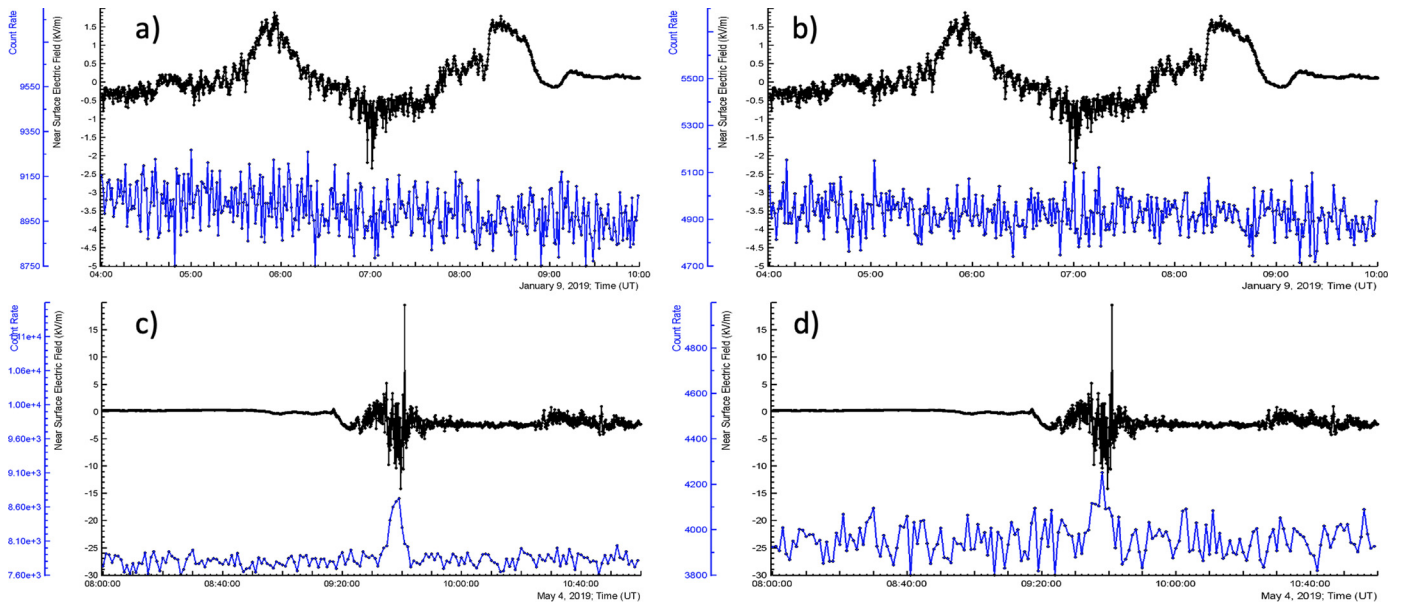 a)
Count Rate
9550
9350
9150
8950
8750
Near Surface Electric Field (kV/m)
1.5
1
0.5
0
-0.5
-1
-1.5
-2
-2.5
-3
-3.5
-4
-4.5
-5
04:00 05:00 06:00 07:00 08:00 09:00 10:00
January 9, 2019; Time (UT)
b)
Count Rate
5500
5300
5100
4900
4700
Near Surface Electric Field (kV/m)
1.5
1
0.5
0
-0.5
-1
-1.5
-2
-2.5
-3
-3.5
-4
-4.5
-5
04:00 05:00 06:00 07:00 08:00 09:00 10:00
January 9, 2019; Time (UT)
c)
Count Rate
1.11e+4
1.06e+4
1.01e+4
1.00e+4
9.60e+3
9.10e+3
8.60e+3
8.10e+3
7.60e+3
Near Surface Electric Field (kV/m)
15
10
5
0
-5
-10
-15
-20
-25
-30
08:00:00 08:40:00 09:20:00 10:00:00 10:40:00
May 4, 2019; Time (UT)
d)
Count Rate
4800
4600
4400
4200
4000
3800
Near Surface Electric Field (kV/m)
15
10
5
0
-5
-10
-15
-20
-25
-30
08:00:00 08:40:00 09:20:00 10:00:00 10:40:00
May 4, 2019; Time (UT)